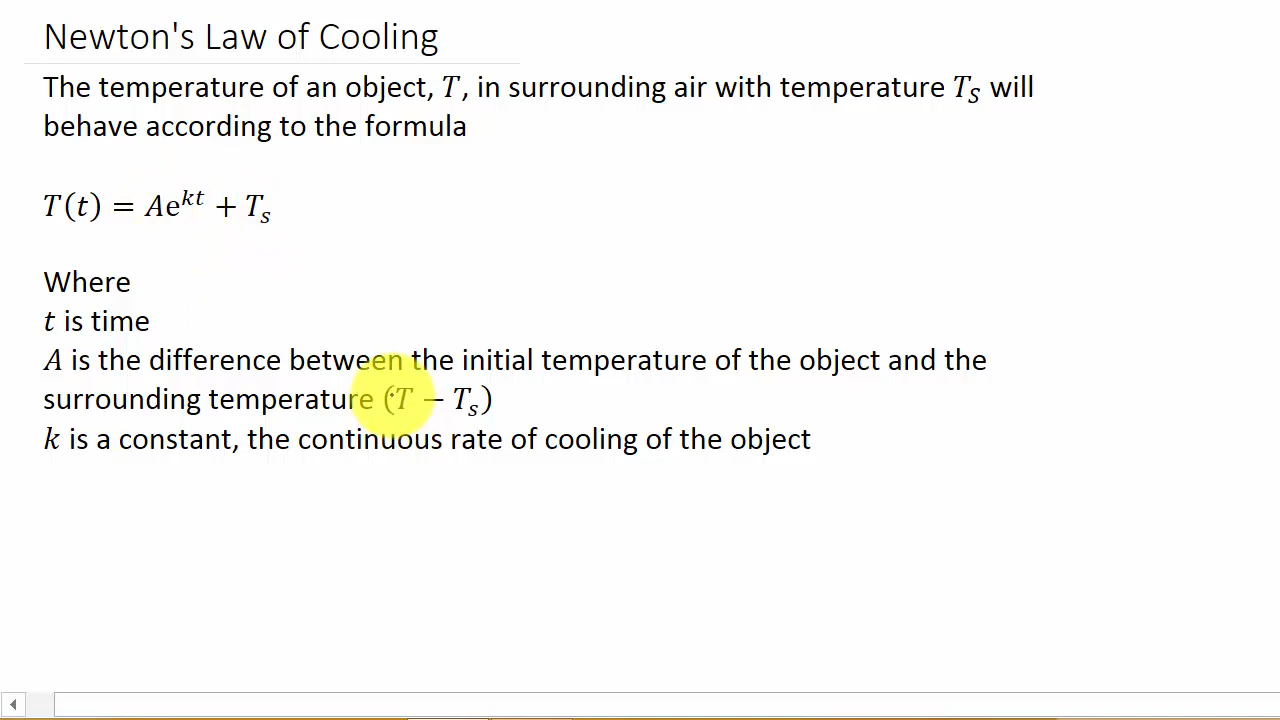 Newton's Law of Cooling
The temperature of an object, T, in surrounding air with temperature T_S will
behave according to the formula
T(t) = Ae^{kt} + T_s
Where
t is time
A is the difference between the initial temperature of the object and the
surrounding temperature (T − T_s)
k is a constant, the continuous rate of cooling of the object